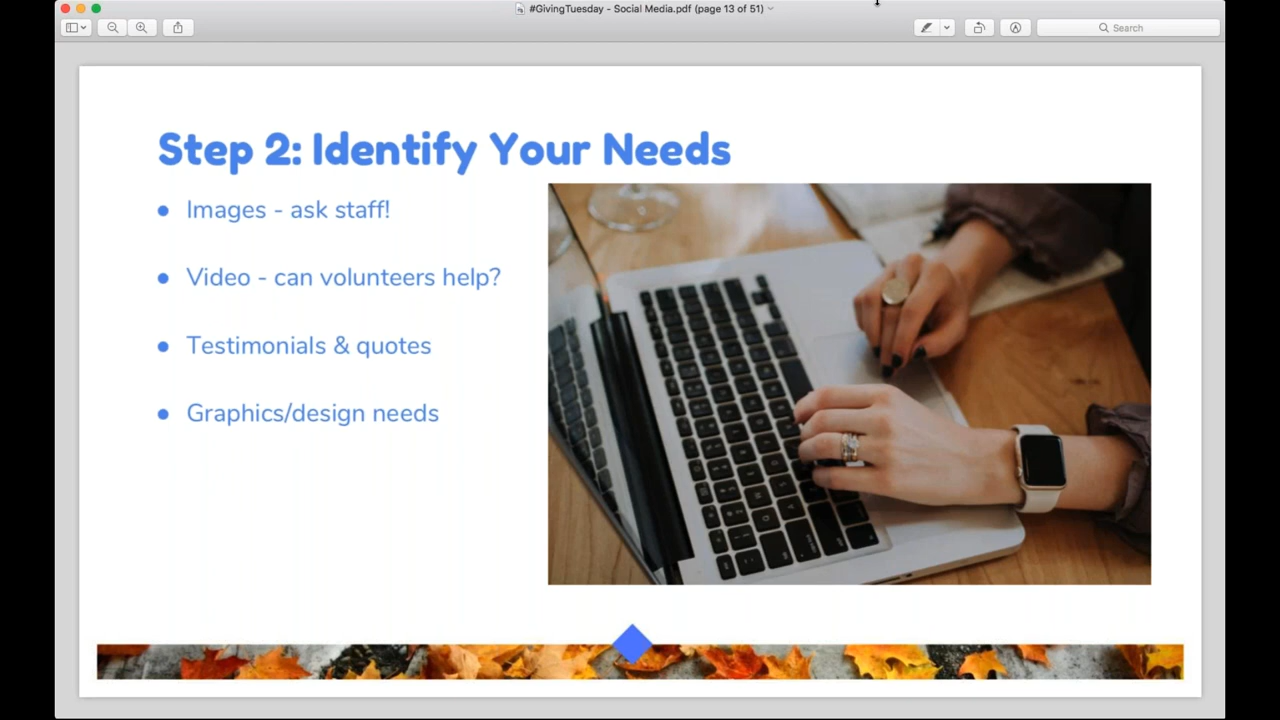 #GivingTuesday - Social Media.pdf (page 13 of 51)
Search
Step 2: Identify Your Needs
Images - ask staff!
Video - can volunteers help?
Testimonials & quotes
Graphics/design needs